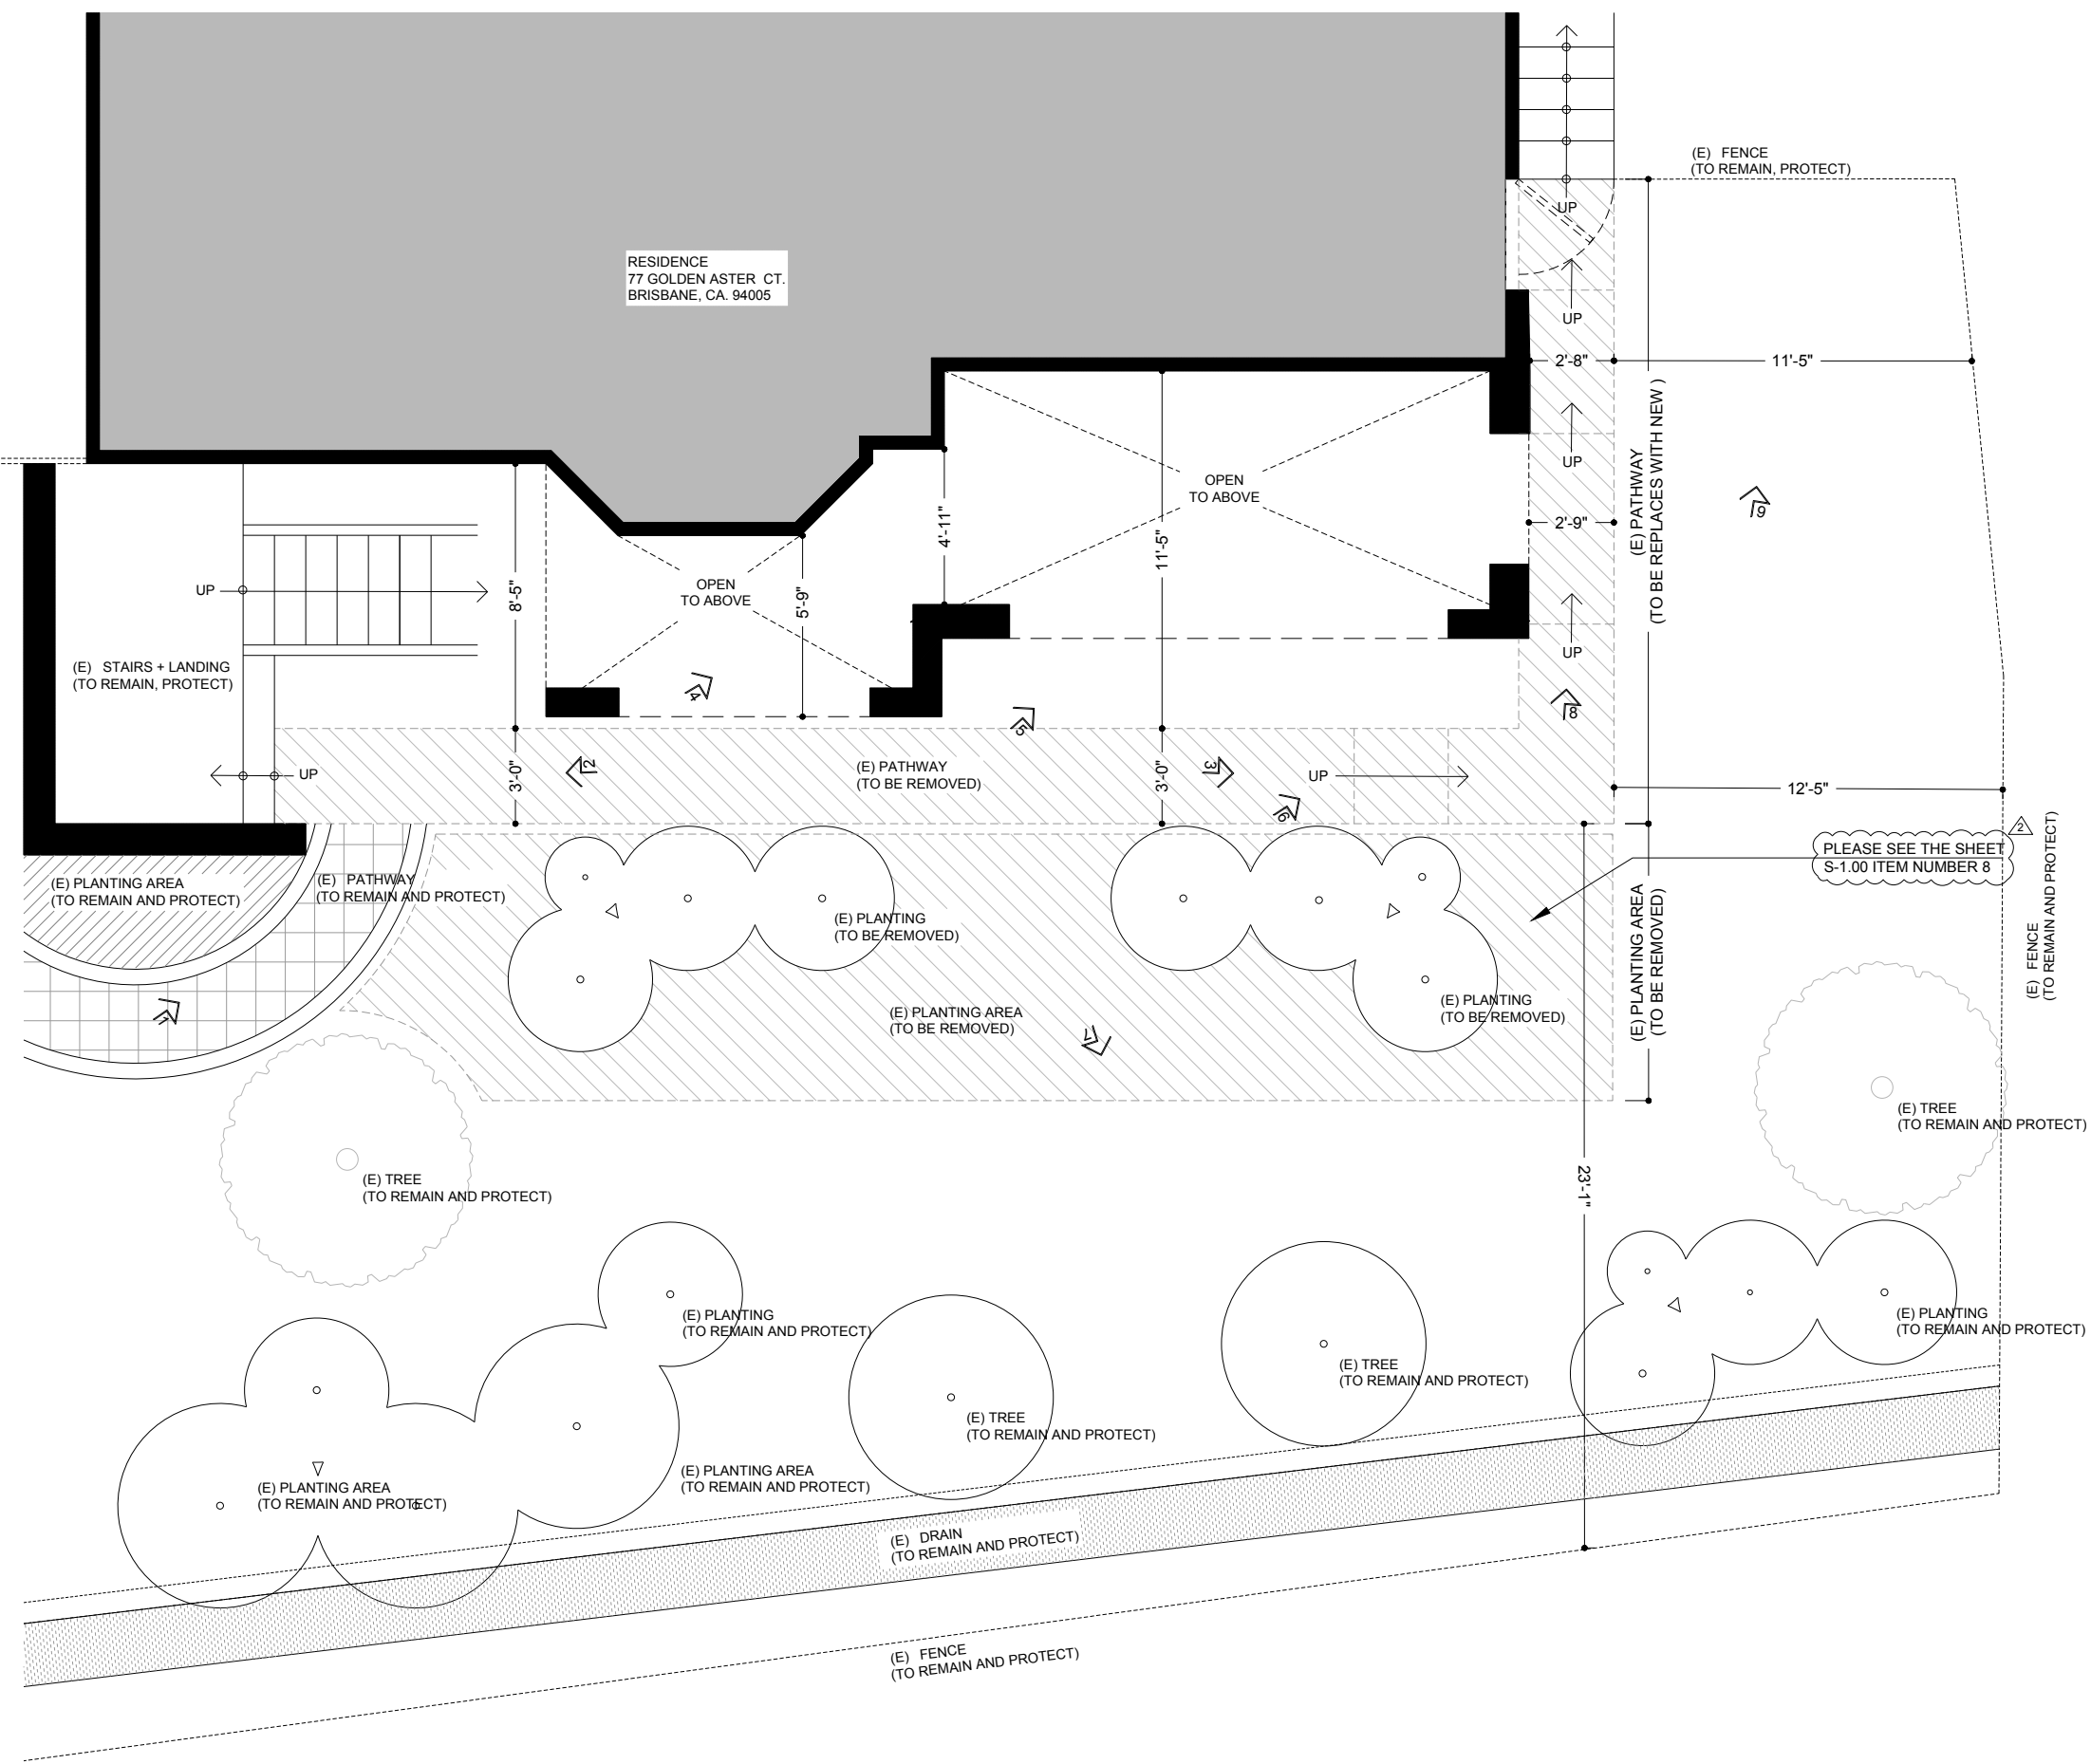 (E) FENCE
(TO REMAIN, PROTECT)
UP
RESIDENCE
77 GOLDEN ASTER CT.
BRISBANE, CA. 94005
UP
2'-8"
11'-5"
(E) PATHWAY
(TO BE REPLACES WITH NEW )
UP
OPEN
TO ABOVE
9
4'-11"
11'-5"
2'-9"
UP
8'-5"
OPEN
TO ABOVE
5'-9"
UP
(E) STAIRS + LANDING
(TO REMAIN, PROTECT)
4
5
8
UP
3'-0"
2
(E) PATHWAY
(TO BE REMOVED)
3'-0"
3
UP
6
12'-5"
2
PLEASE SEE THE SHEET
S-1.00 ITEM NUMBER 8
(E) FENCE
(TO REMAIN AND PROTECT)
(E) PLANTING AREA
(TO REMAIN AND PROTECT)
(E) PATHWAY
(TO REMAIN AND PROTECT)
(E) PLANTING
(TO BE REMOVED)
(E) PLANTING AREA
(TO BE REMOVED)
1
(E) PLANTING AREA
(TO BE REMOVED)
7
(E) PLANTING
(TO BE REMOVED)
(E) TREE
(TO REMAIN AND PROTECT)
(E) TREE
(TO REMAIN AND PROTECT)
23'-1"
(E) PLANTING
(TO REMAIN AND PROTECT)
(E) PLANTING
(TO REMAIN AND PROTECT)
(E) TREE
(TO REMAIN AND PROTECT)
(E) TREE
(TO REMAIN AND PROTECT)
(E) PLANTING AREA
(TO REMAIN AND PROTECT)
(E) PLANTING AREA
(TO REMAIN AND PROTECT)
(E) DRAIN
(TO REMAIN AND PROTECT)
(E) FENCE
(TO REMAIN AND PROTECT)